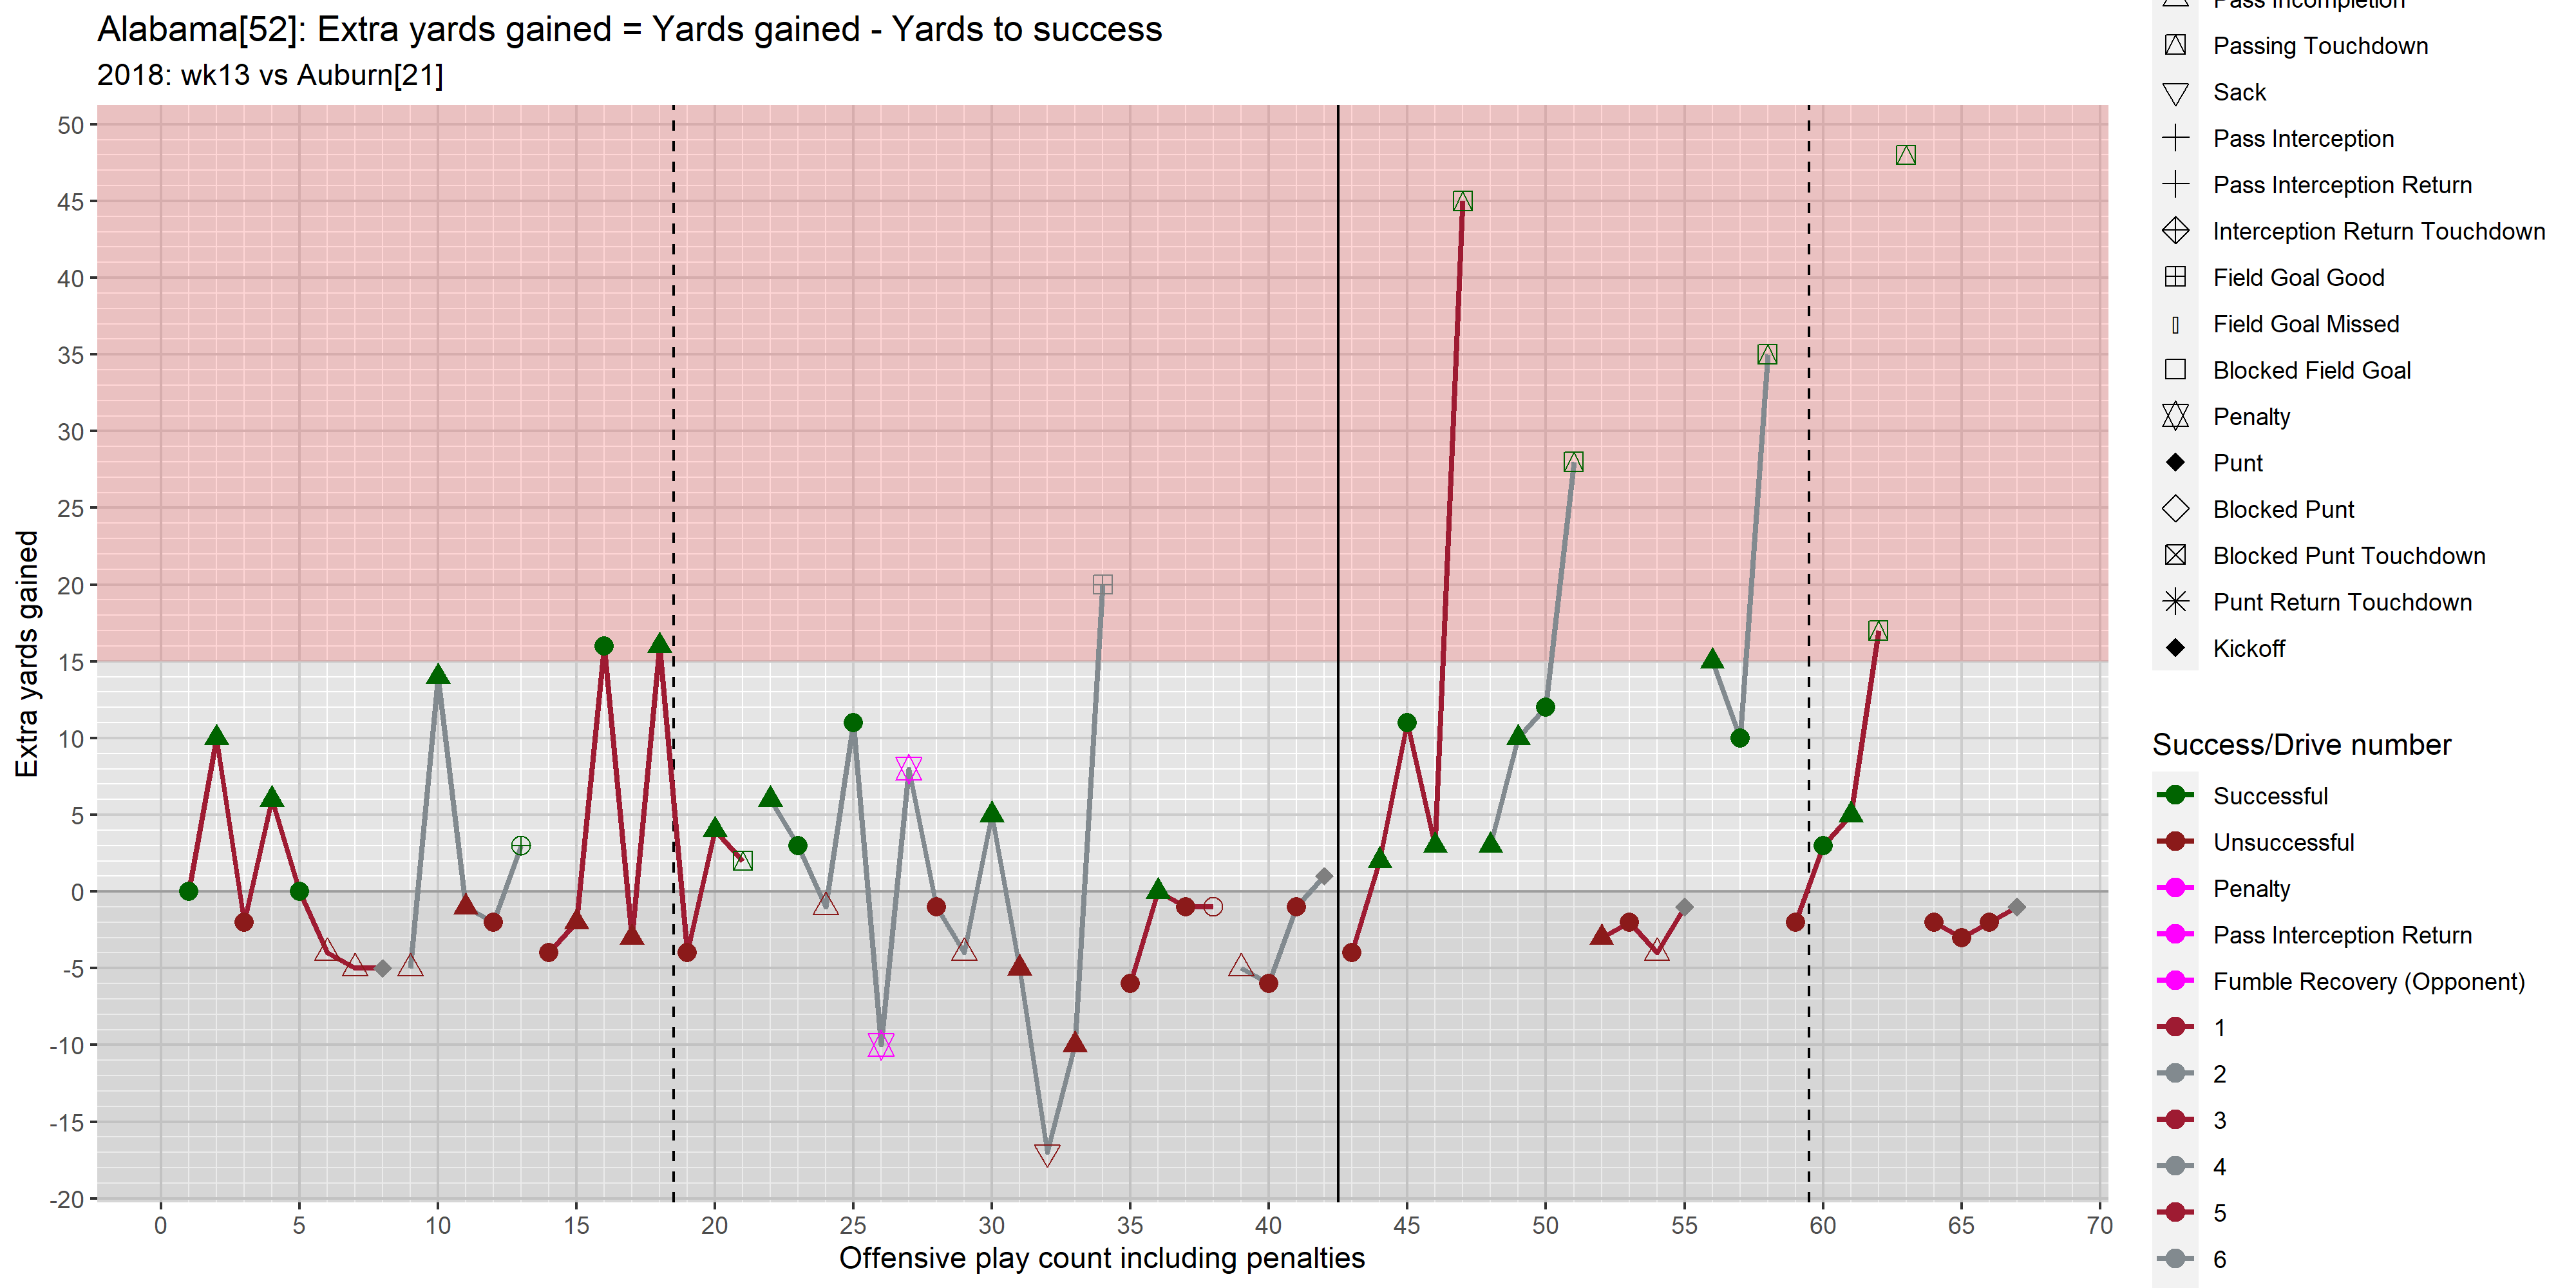 Alabama[52]: Extra yards gained = Yards gained - Yards to success
2018: wk13 vs Auburn[21]
Extra yards gained
50
45
40
35
30
25
20
15
10
5
0
-5
-10
-15
-20
0 5 10 15 20 25 30 35 40 45 50 55 60 65 70
Offensive play count including penalties
Pass Incompletion
Passing Touchdown
Sack
Pass Interception
Pass Interception Return
Interception Return Touchdown
Field Goal Good
Field Goal Missed
Blocked Field Goal
Penalty
Punt
Blocked Punt
Blocked Punt Touchdown
Punt Return Touchdown
Kickoff
Success/Drive number
Successful
Unsuccessful
Penalty
Pass Interception Return
Fumble Recovery (Opponent)
1
2
3
4
5
6